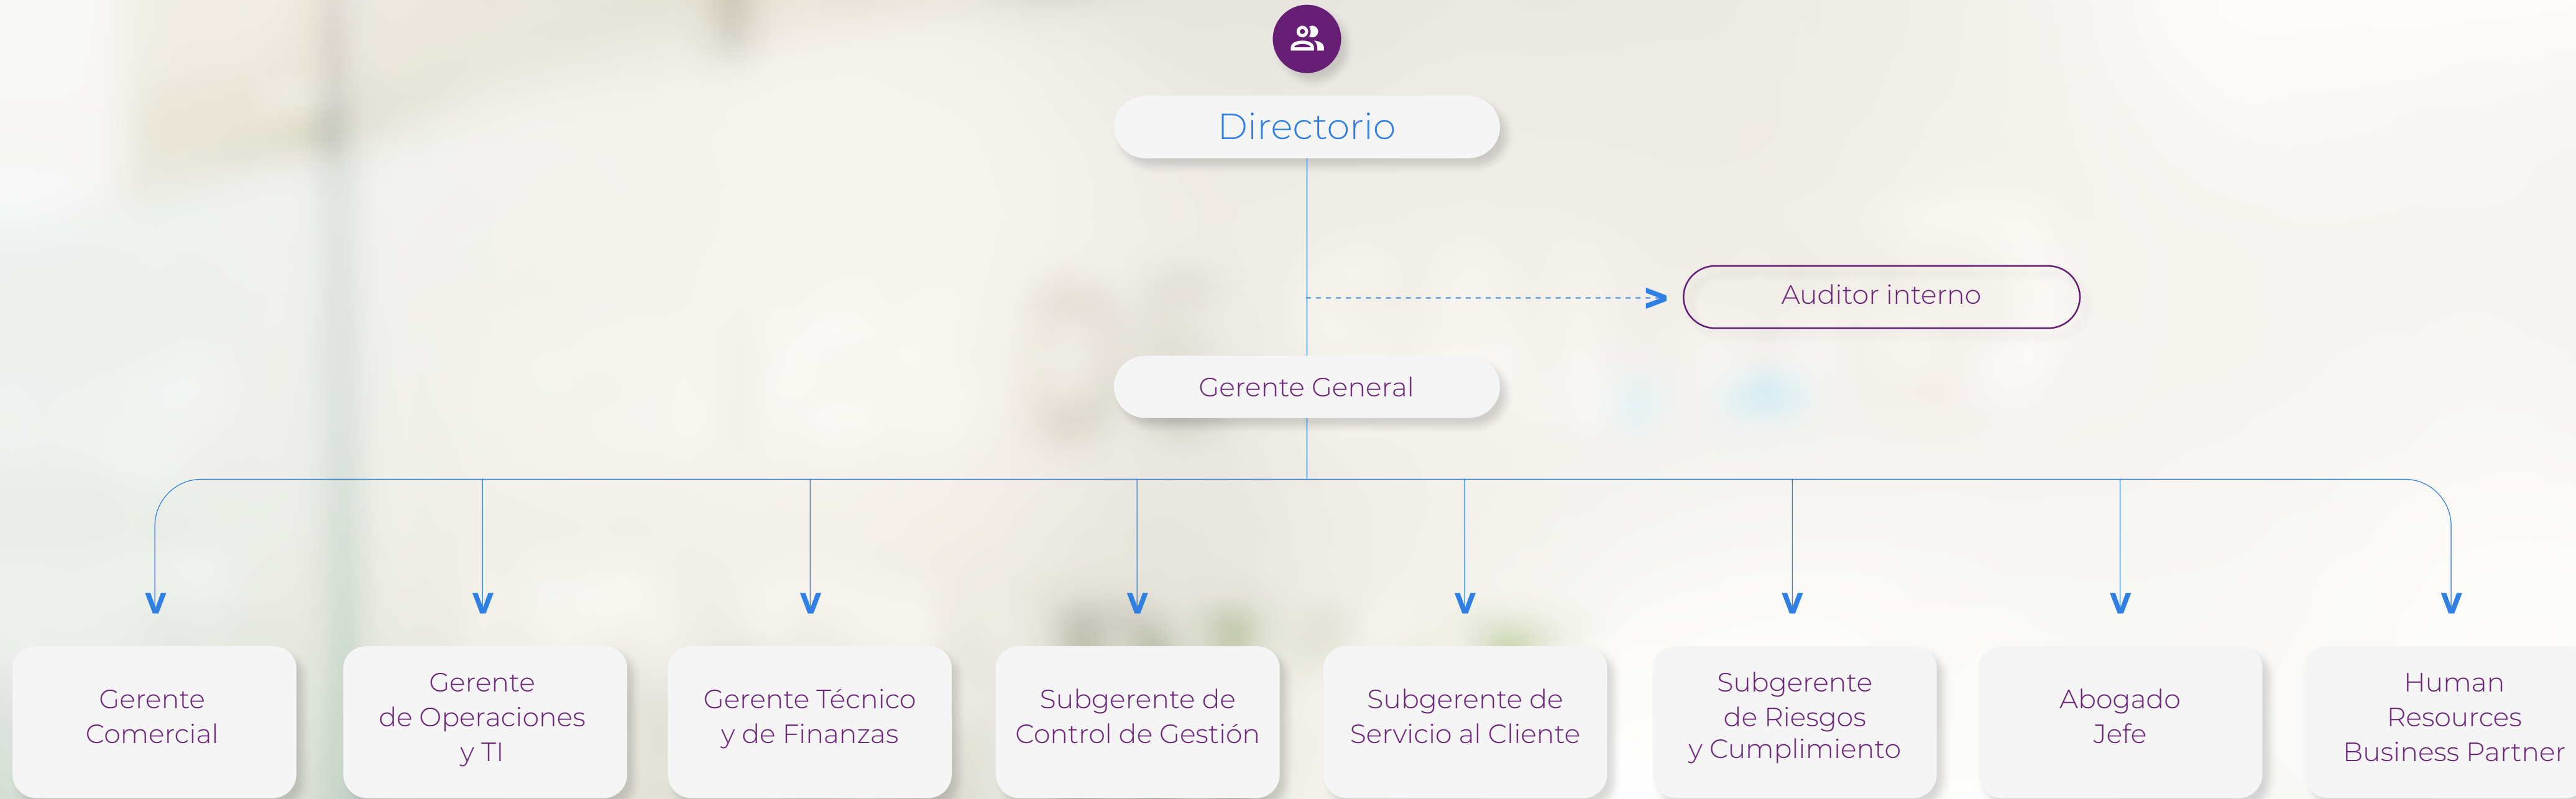 Directorio
Auditor interno
Gerente General
Gerente
Comercial
Gerente
de Operaciones
y TI
Gerente Técnico
y de Finanzas
Subgerente de
Control de Gestión
Subgerente de
Servicio al Cliente
Subgerente
de Riesgos
y Cumplimiento
Abogado
Jefe
Human
Resources
Business Partner